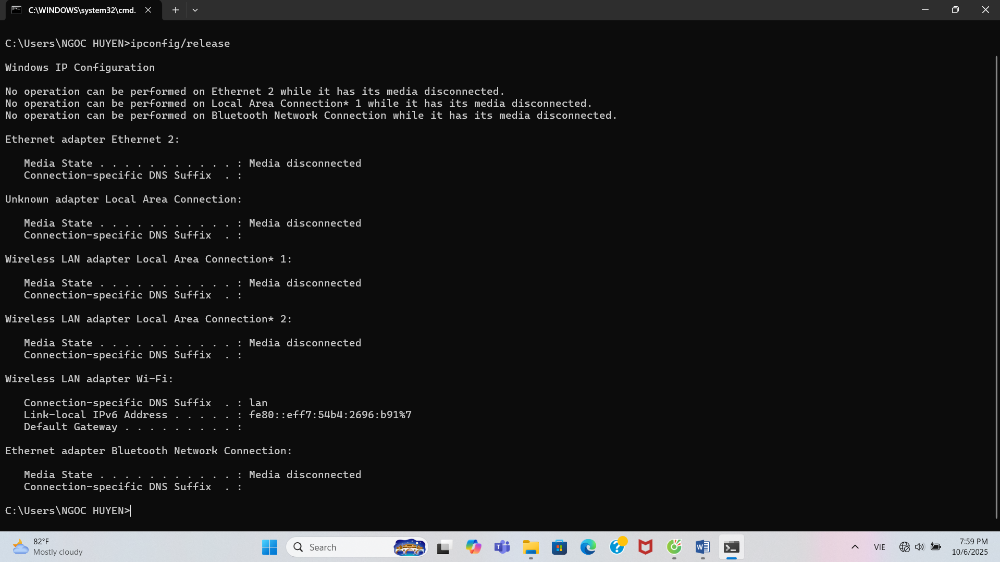 C:\WINDOWS\system32\cmd.
C:\Users\NGOC HUYEN>ipconfig/release
Windows IP Configuration
No operation can be performed on Ethernet 2 while it has its media disconnected.
No operation can be performed on Local Area Connection* 1 while it has its media disconnected.
No operation can be performed on Bluetooth Network Connection while it has its media disconnected.
Ethernet adapter Ethernet 2:
Media State . . . . . . . . . . . : Media disconnected
Connection-specific DNS Suffix  . :
Unknown adapter Local Area Connection:
Media State . . . . . . . . . . . : Media disconnected
Connection-specific DNS Suffix  . :
Wireless LAN adapter Local Area Connection* 1:
Media State . . . . . . . . . . . : Media disconnected
Connection-specific DNS Suffix  . :
Wireless LAN adapter Local Area Connection* 2:
Media State . . . . . . . . . . . : Media disconnected
Connection-specific DNS Suffix  . :
Wireless LAN adapter Wi-Fi:
Connection-specific DNS Suffix  . : lan
Link-local IPv6 Address . . . . . : fe80::eff7:54b4:2696:b91%7
Default Gateway . . . . . . . . . :
Ethernet adapter Bluetooth Network Connection:
Media State . . . . . . . . . . . : Media disconnected
Connection-specific DNS Suffix  . :
C:\Users\NGOC HUYEN>
82°F
Mostly cloudy
Search
VIE
7:59 PM
10/6/2025